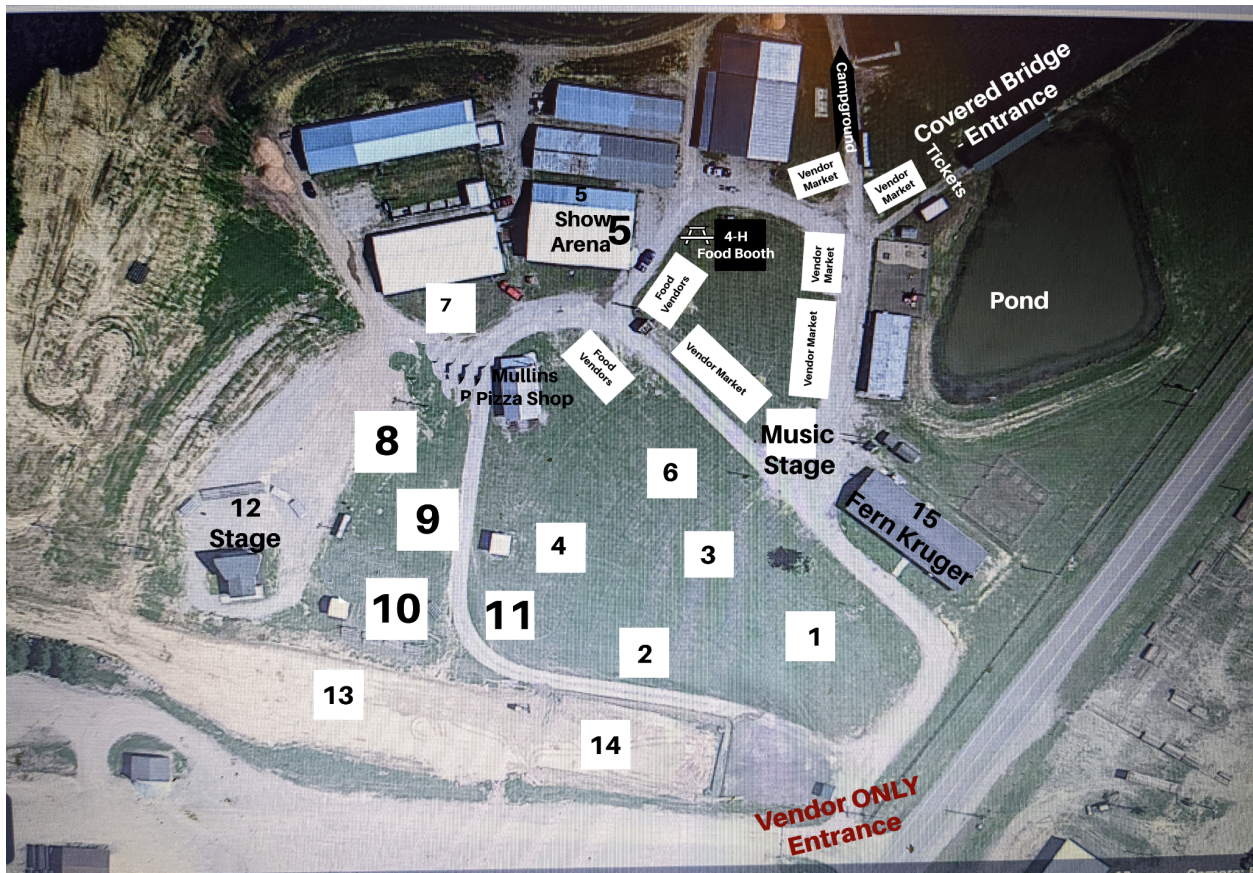 Covered Bridge
- Entrance
Tickets
Campground
Vendor
Market
Vendor
Market
5
Show
Arena
5
4-H
Food Booth
Vendor
Market
Food
Vendors
Pond
7
Vendor Market
Vendor Market
Food
Vendors
Mullins
P Pizza Shop
8
Music
Stage
6
9
12
Stage
15
Fern Kruger
4
3
10
11
1
2
13
14
Vendor ONLY
Entrance